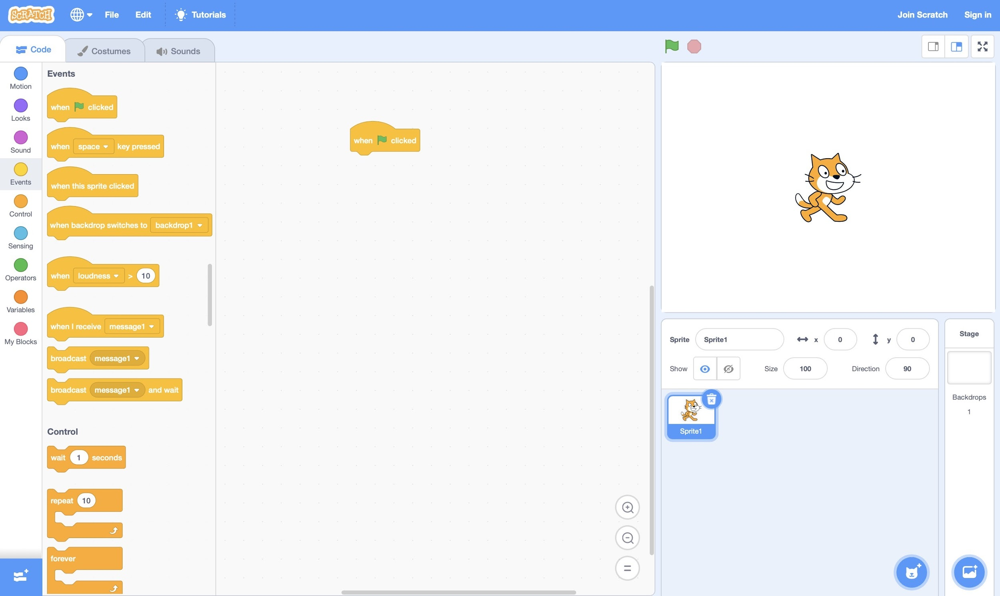 SCRATCH File Edit Tutorials Join Scratch Sign in
Code Costumes Sounds
Motion
Looks
Sound
Events
Control
Sensing
Operators
Variables
My Blocks
Events
when clicked
when space key pressed
when this sprite clicked
when backdrop switches to backdrop1
when loudness > 10
when I receive message1
broadcast message1
broadcast message1 and wait
Control
wait 1 seconds
repeat 10
forever
when clicked
Sprite Sprite1 x 0 y 0
Show Size 100 Direction 90
Sprite1
Stage
Backdrops
1